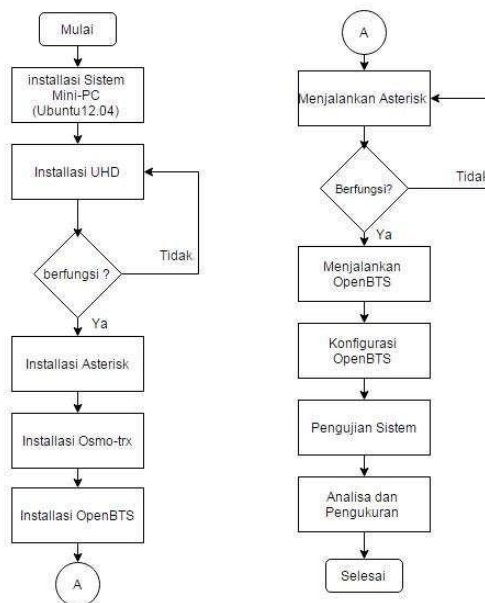 Mulai
installasi Sistem
Mini-PC
(Ubuntu12.04)
Installasi UHD
Tidak
berfungsi ?
Ya
Installasi Asterisk
Installasi Osmo-trx
Installasi OpenBTS
A
A
Menjalankan Asterisk
Berfungsi?
Tidak
Ya
Menjalankan
OpenBTS
Konfigurasi
OpenBTS
Pengujian Sistem
Analisa dan
Pengukuran
Selesai